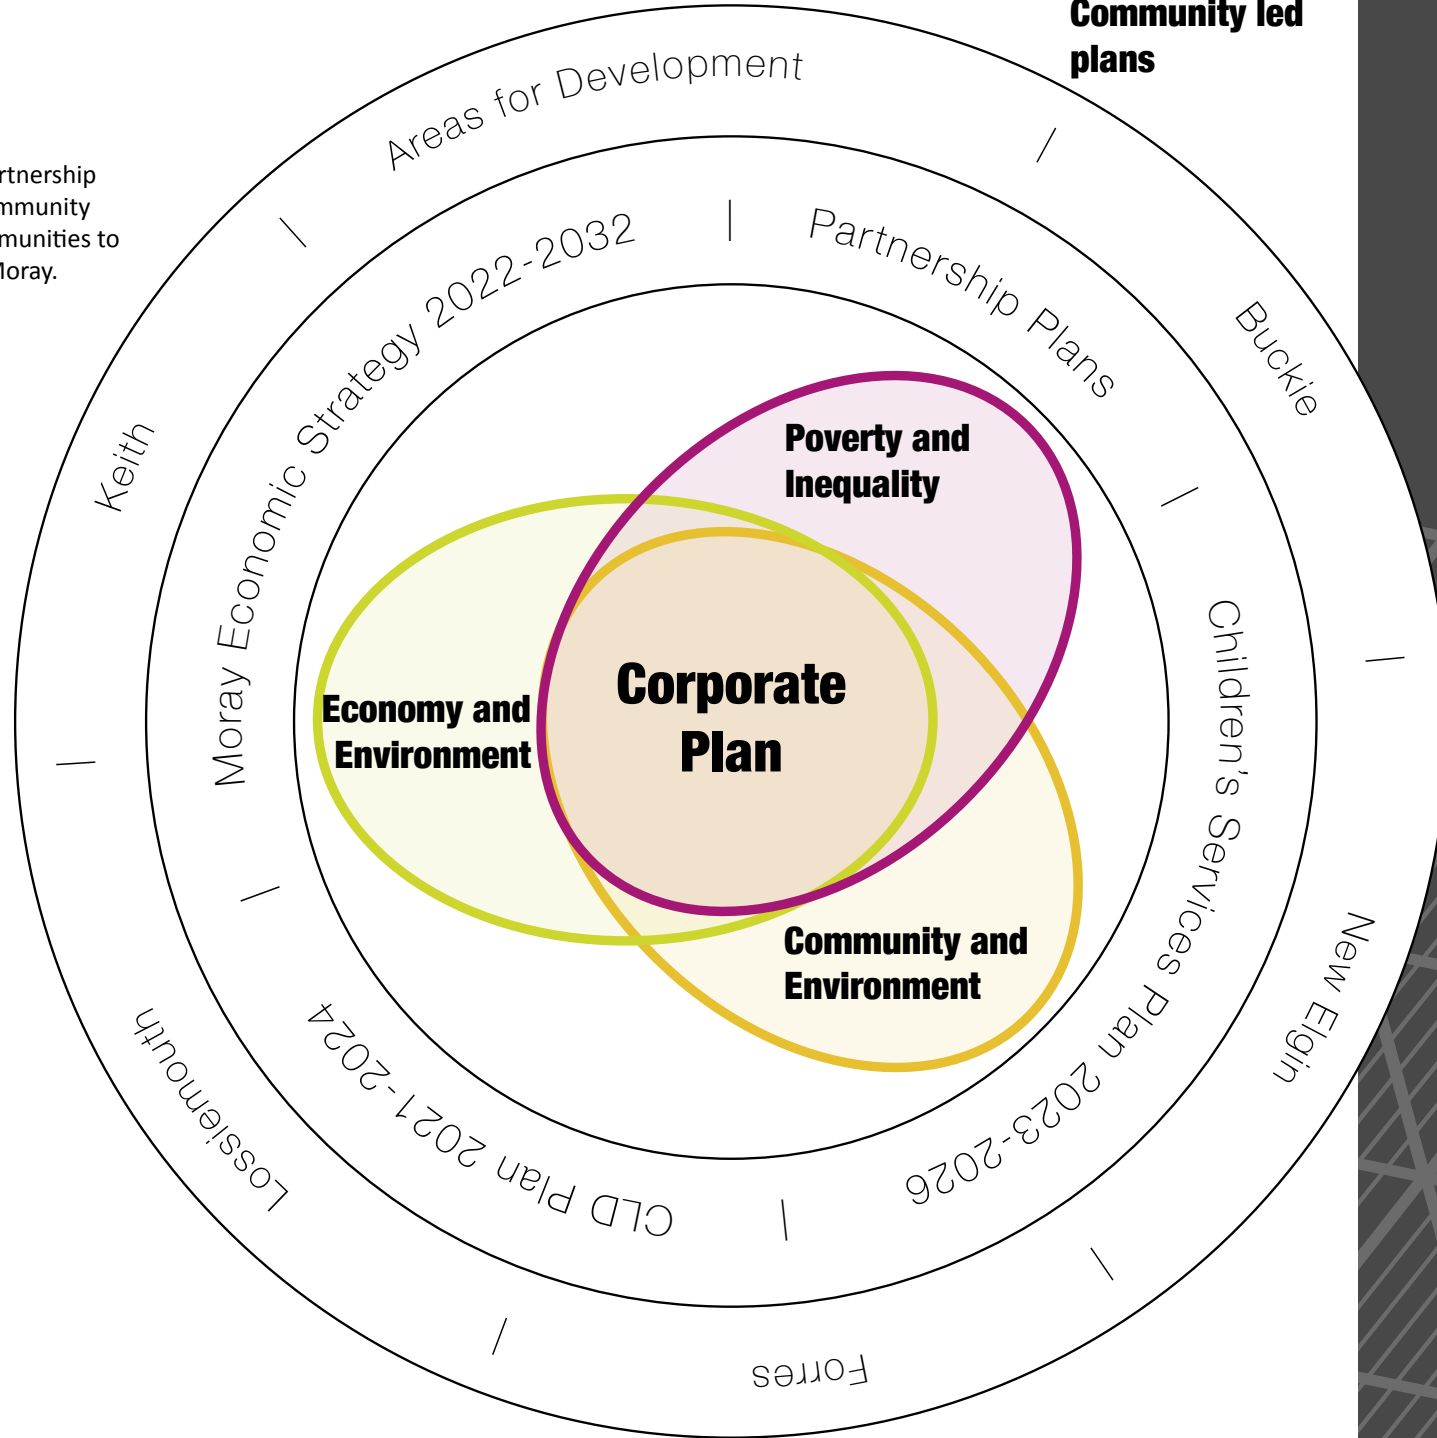 Community led
plans
Areas for Development
Buckie
New Elgin
Forres
Lossiemouth
Keith
Partnership Plans
Children's Services Plan 2023-2026
CLD Plan 2021-2024
Moray Economic Strategy 2022-2032
Poverty and
Inequality
Economy and
Environment
Corporate
Plan
Community and
Environment
rtnership
mmunity
munities to
Moray.